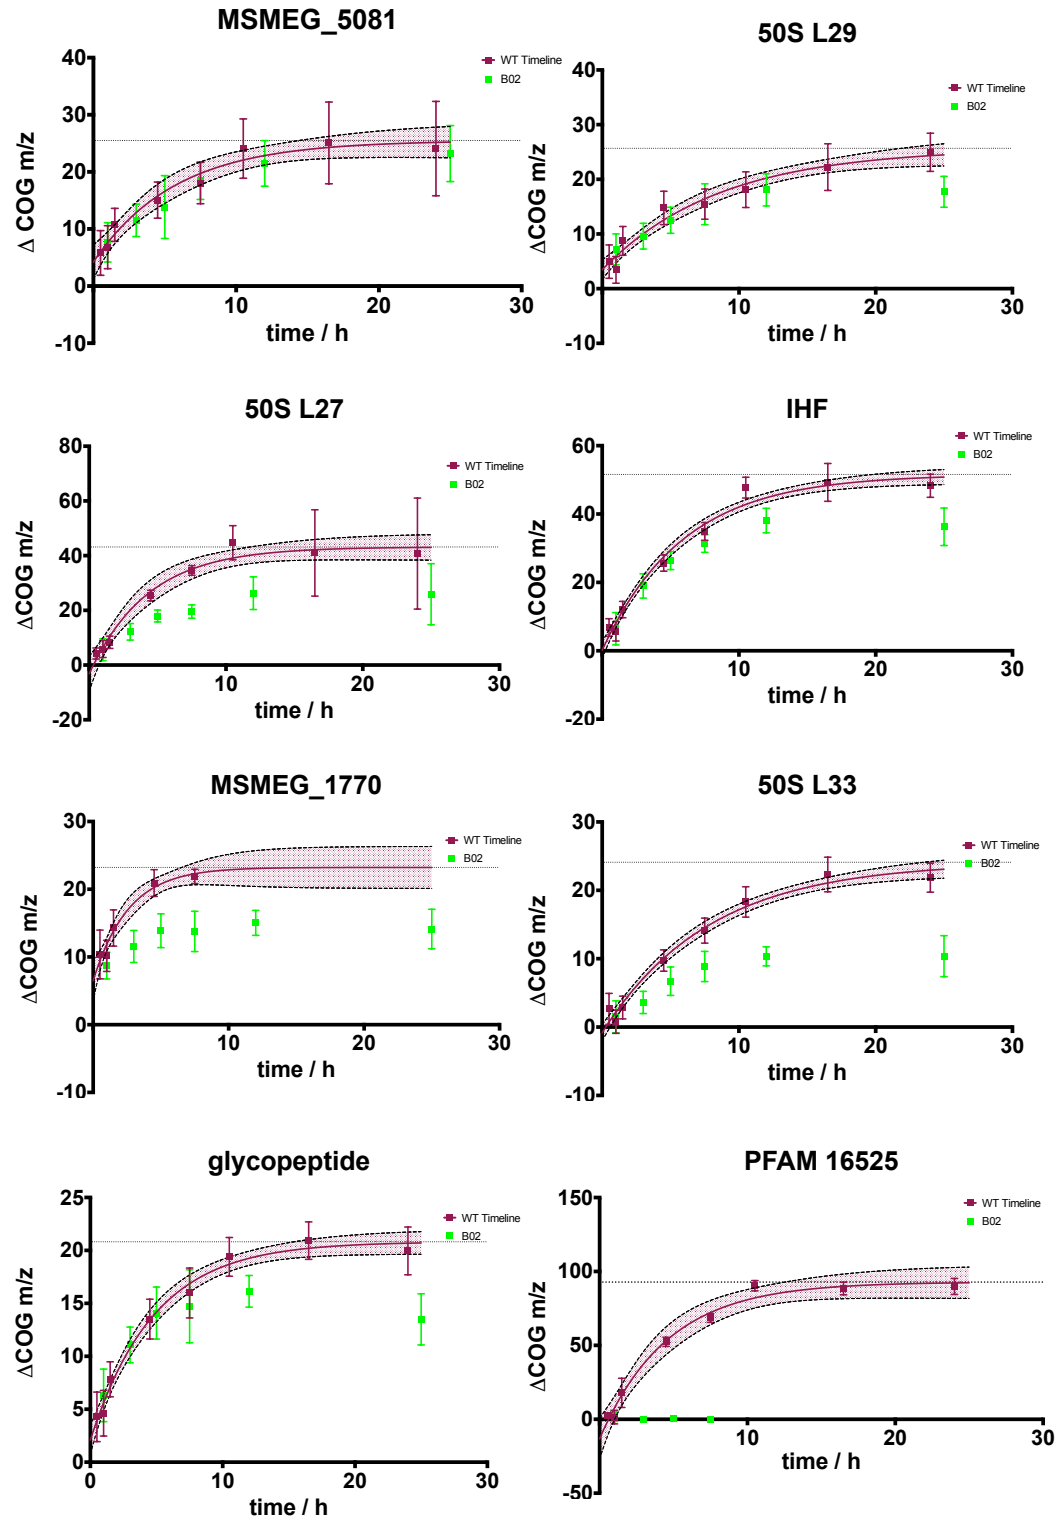 MSMEG_5081
WT Timeline
B02
40
30
20
10
0
-10
10
20
30
Δ COG m/z
time / h
50S L29
WT Timeline
B02
40
30
20
10
0
-10
10
20
30
ΔCOG m/z
time / h
50S L27
WT Timeline
B02
80
60
40
20
0
-20
10
20
30
ΔCOG m/z
time / h
IHF
WT Timeline
B02
60
40
20
0
-20
10
20
30
ΔCOG m/z
time / h
MSMEG_1770
WT Timeline
B02
30
20
10
0
-10
10
20
30
ΔCOG m/z
time / h
50S L33
WT Timeline
B02
30
20
10
0
-10
10
20
30
ΔCOG m/z
time / h
glycopeptide
WT Timeline
B02
25
20
15
10
5
0
0
10
20
30
ΔCOG m/z
time / h
PFAM 16525
WT Timeline
B02
150
100
50
0
-50
10
20
30
ΔCOG m/z
time / h